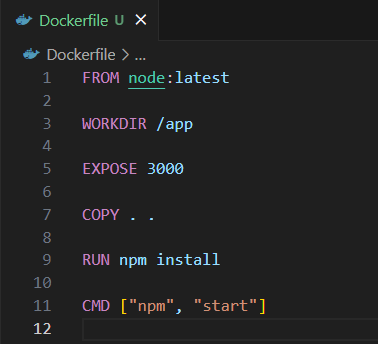 Dockerfile U
Dockerfile > ...
1 FROM node:latest
2
3 WORKDIR /app
4
5 EXPOSE 3000
6
7 COPY . .
8
9 RUN npm install
10
11 CMD ["npm", "start"]
12